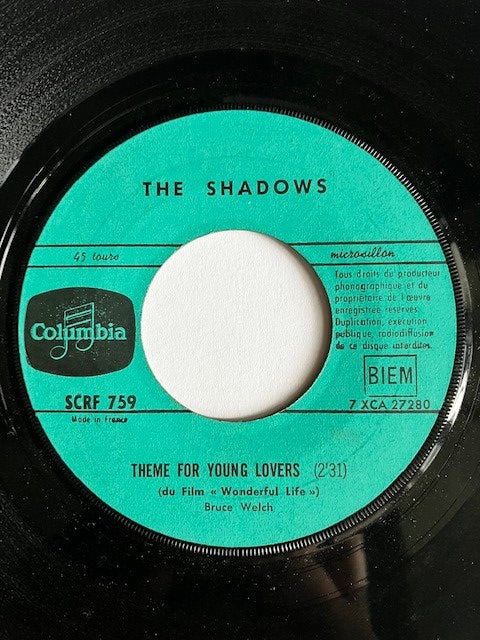 THE SHADOWS
45 tours
microsillon
Tous droits du producteur
phonographique et du
propriétaire de l'œuvre
enregistrée réservés.
Duplication, exécution
publique, radiodiffusion
de ce disque interdites.
Columbia
BIEM
SCRF 759
7 XCA 27280
Made in France
THEME FOR YOUNG LOVERS (2'31)
(du Film « Wonderful Life »)
Bruce Welch